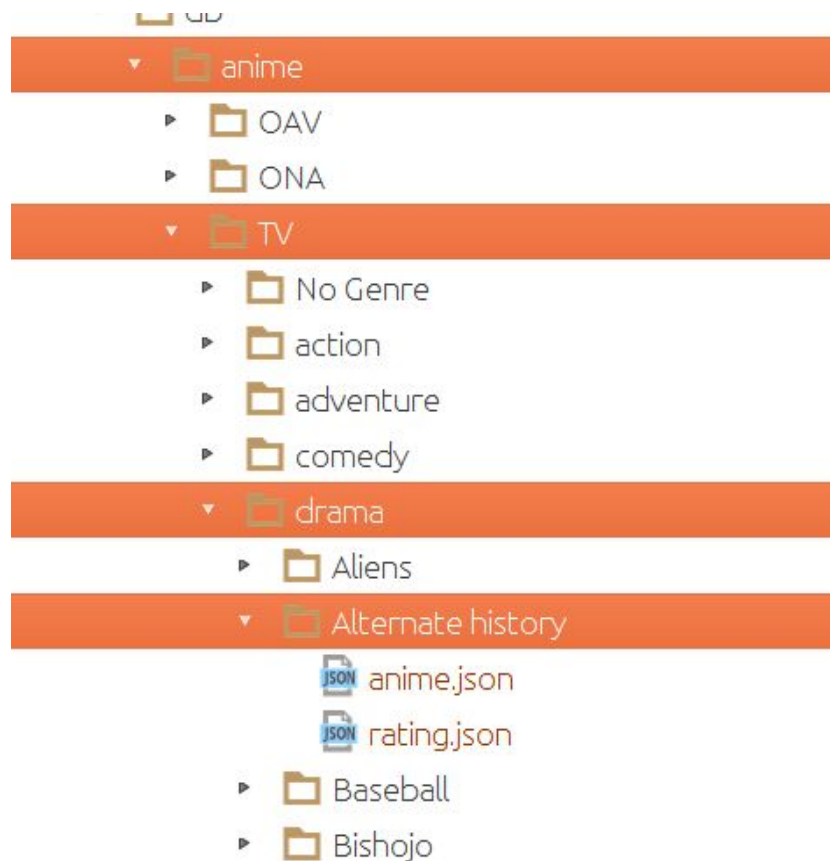 anime
OAV
ONA
TV
No Genre
action
adventure
comedy
drama
Aliens
Alternate history
JSON anime.json
JSON rating.json
Baseball
Bishojo